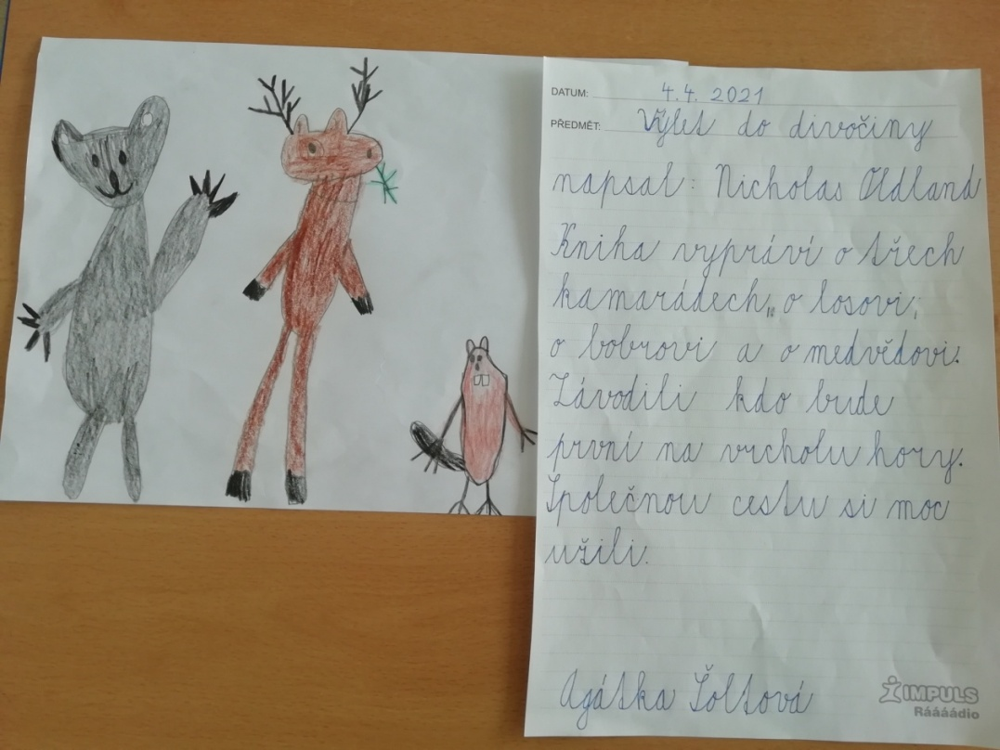 DATUM: 4. 4. 2021
PŘEDMĚT: Výlet do divočiny
napsal: Nicholas Oldland
Kniha vypráví o třech
kamarádech, o losovi,
o bobrovi a o medvědovi.
Závodili kdo bude
první na vrcholu hory.
Společnou cestu si moc
užili.
Agátka Šoltová
IMPULS
Ráááádio